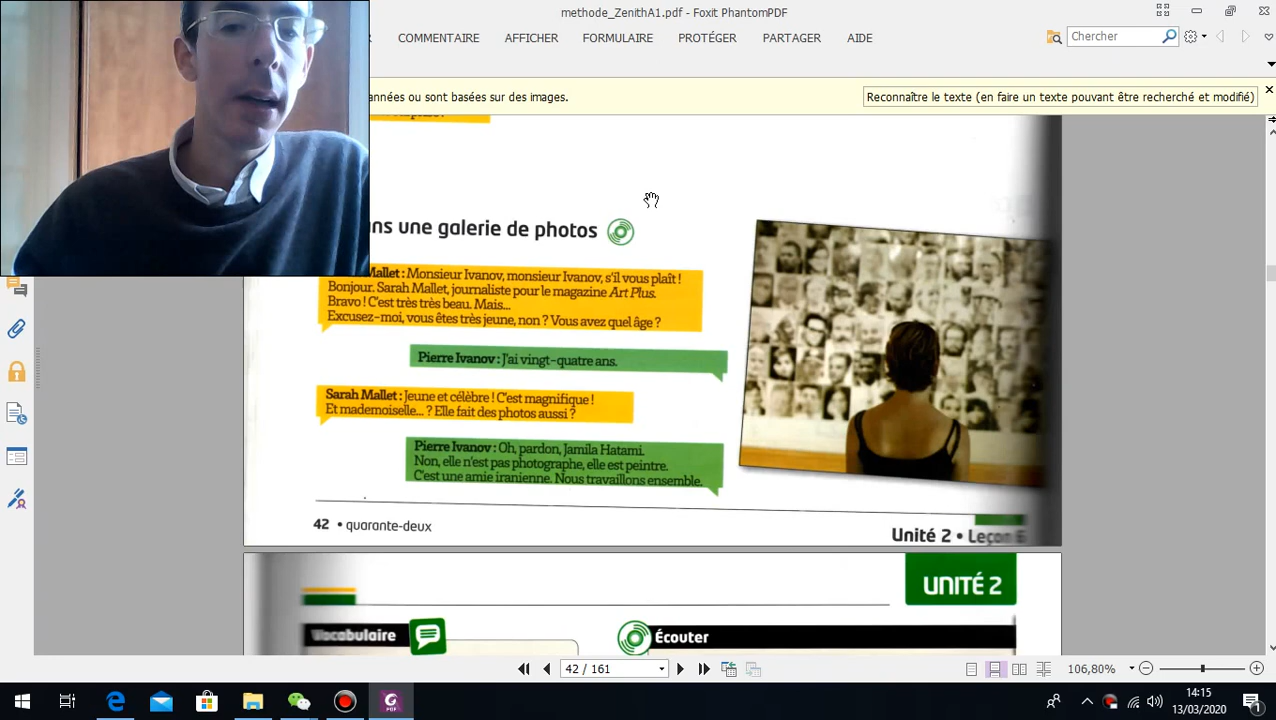 methode_ZenithA1.pdf - Foxit PhantomPDF
COMMENTAIRE AFFICHER FORMULAIRE PROTÉGER PARTAGER AIDE Chercher
ou sont basées sur des images. Reconnaître le texte (en faire un texte pouvant être recherché et modifié)
une galerie de photos
Mallet : Monsieur Ivanov, monsieur Ivanov, s'il vous plaît !
Bonjour. Sarah Mallet, journaliste pour le magazine Art Plus.
Bravo ! C'est très très beau. Mais...
Excusez-moi, vous êtes très jeune, non ? Vous avez quel âge ?
Pierre Ivanov : J'ai vingt-quatre ans.
Sarah Mallet : Jeune et célèbre ! C'est magnifique !
Et mademoiselle... ? Elle fait des photos aussi ?
Pierre Ivanov : Oh, pardon, Jamila Hatami.
Non, elle n'est pas photographe, elle est peintre.
C'est une amie iranienne. Nous travaillons ensemble.
42 • quarante-deux
Unité 2 • Leçon 6
UNITÉ 2
Vocabulaire
Écouter
42 / 161
106,80%
PDF
14:15
13/03/2020
1